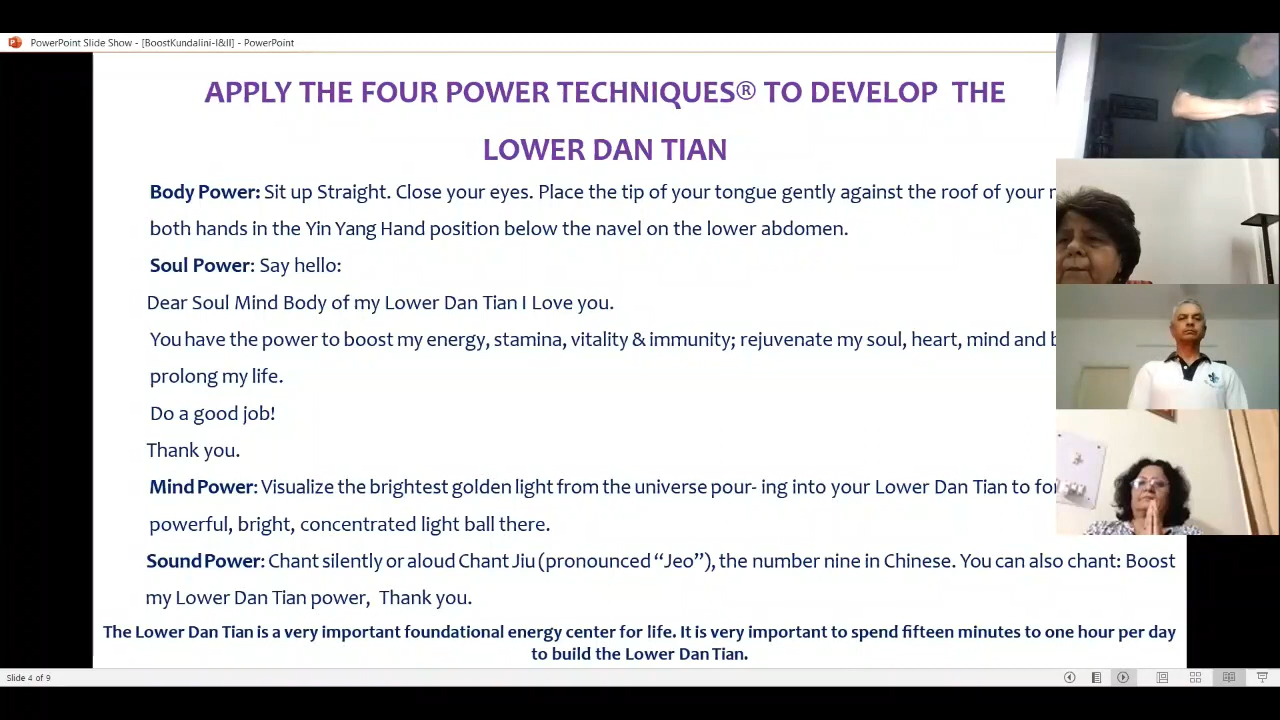 PowerPoint Slide Show - [BoostKundalini-I&II] - PowerPoint
APPLY THE FOUR POWER TECHNIQUES® TO DEVELOP THE
LOWER DAN TIAN
Body Power: Sit up Straight. Close your eyes. Place the tip of your tongue gently against the roof of your
both hands in the Yin Yang Hand position below the navel on the lower abdomen.
Soul Power: Say hello:
Dear Soul Mind Body of my Lower Dan Tian I Love you.
You have the power to boost my energy, stamina, vitality & immunity; rejuvenate my soul, heart, mind and
prolong my life.
Do a good job!
Thank you.
Mind Power: Visualize the brightest golden light from the universe pour- ing into your Lower Dan Tian to
powerful, bright, concentrated light ball there.
Sound Power: Chant silently or aloud Chant Jiu (pronounced “Jeo”), the number nine in Chinese. You can also chant: Boost
my Lower Dan Tian power, Thank you.
The Lower Dan Tian is a very important foundational energy center for life. It is very important to spend fifteen minutes to one hour per day
to build the Lower Dan Tian.
Slide 4 of 9